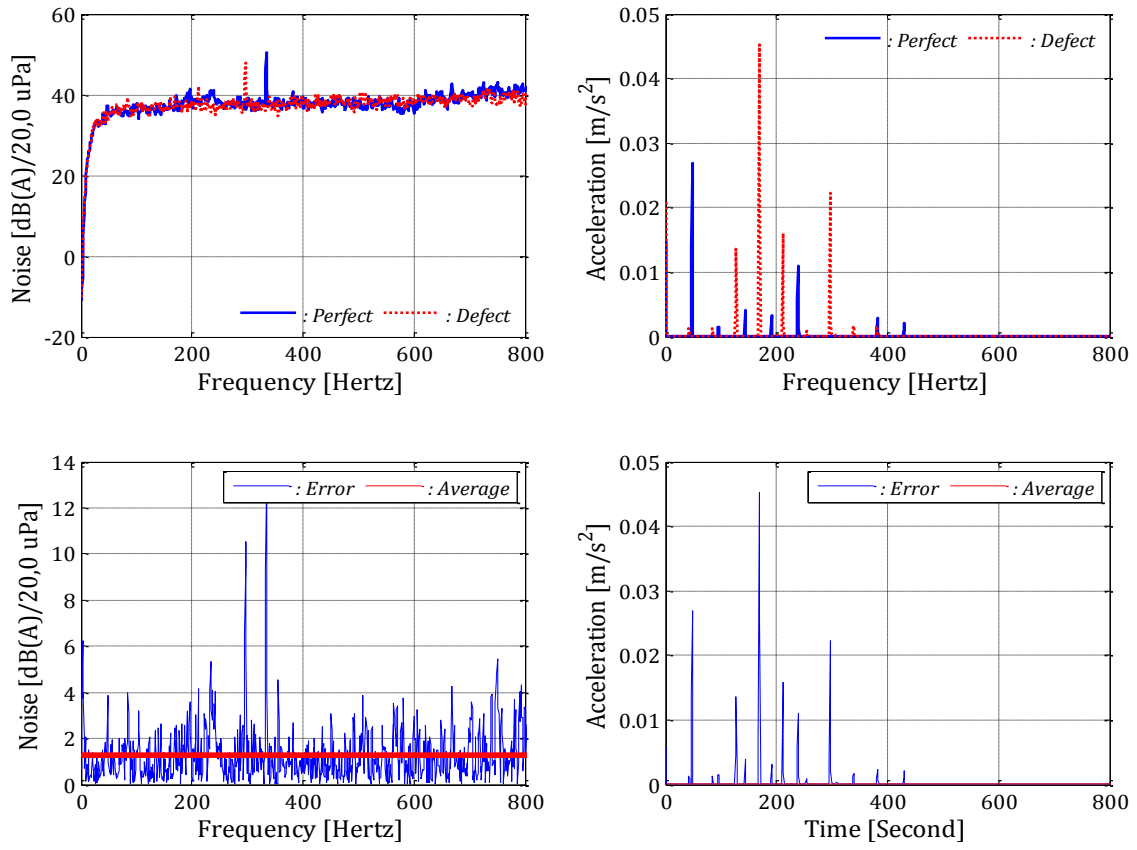 60
40
20
0
-20
Noise [dB(A)/20,0 uPa]
: Perfect : Defect
0 200 400 600 800
Frequency [Hertz]
0.05
0.04
0.03
0.02
0.01
0
Acceleration [m/s²]
: Perfect : Defect
0 200 400 600 800
Frequency [Hertz]
14
12
10
8
6
4
2
0
Noise [dB(A)/20,0 uPa]
: Error : Average
0 200 400 600 800
Frequency [Hertz]
0.05
0.04
0.03
0.02
0.01
0
Acceleration [m/s²]
: Error : Average
0 200 400 600 800
Time [Second]